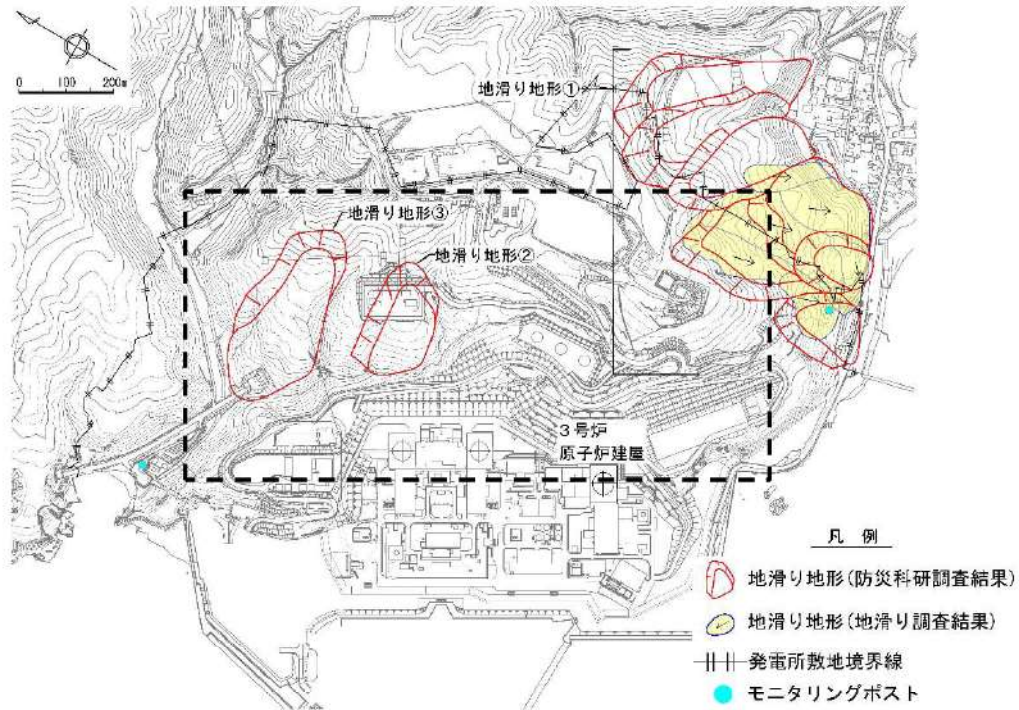 0 100 200m
地滑り地形①
地滑り地形③
地滑り地形②
3号炉
原子炉建屋
凡 例
地滑り地形(防災科研調査結果)
地滑り地形(地滑り調査結果)
発電所敷地境界線
モニタリングポスト